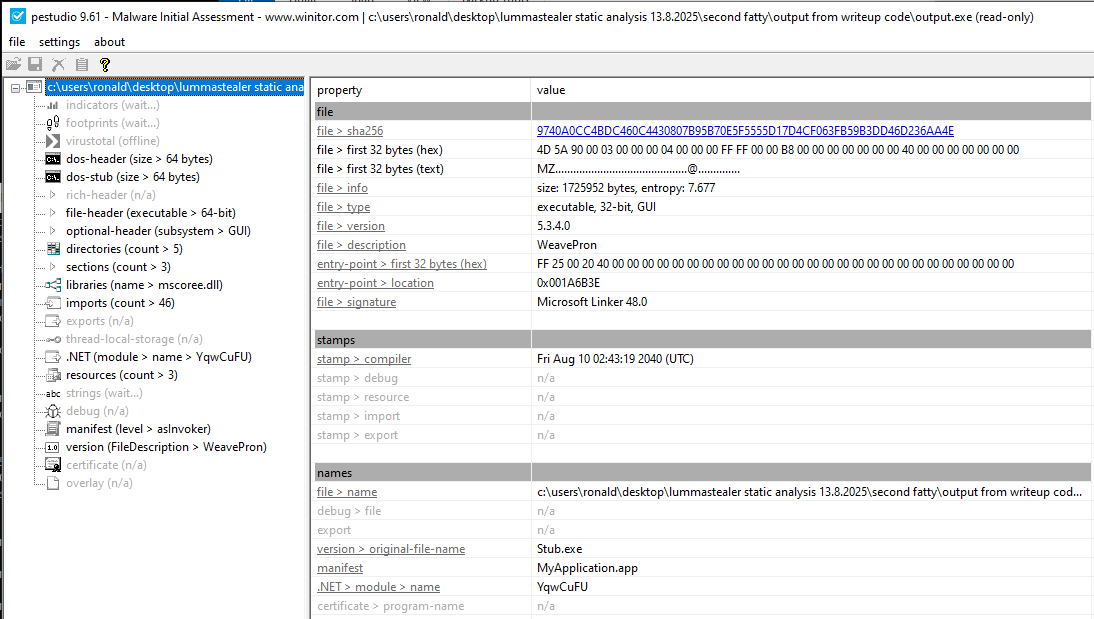 pestudio 9.61 - Malware Initial Assessment - www.winitor.com | c:\users\ronald\desktop\lummastealer static analysis 13.8.2025\second fatty\output from writeup code\output.exe (read-only)
file settings about
c:\users\ronald\desktop\lummastealer static ana
indicators (wait...)
footprints (wait...)
virustotal (offline)
dos-header (size > 64 bytes)
dos-stub (size > 64 bytes)
rich-header (n/a)
file-header (executable > 64-bit)
optional-header (subsystem > GUI)
directories (count > 5)
sections (count > 3)
libraries (name > mscoree.dll)
imports (count > 46)
exports (n/a)
thread-local-storage (n/a)
.NET (module > name > YqwCuFU)
resources (count > 3)
abc strings (wait...)
debug (n/a)
manifest (level > asInvoker)
1.0 version (FileDescription > WeavePron)
certificate (n/a)
overlay (n/a)
property value
file
file > sha256 9740A0CC4BDC460C4430807B95B70E5F5555D17D4CF063FB59B3DD46D236AA4E
file > first 32 bytes (hex) 4D 5A 90 00 03 00 00 00 04 00 00 00 FF FF 00 00 B8 00 00 00 00 00 00 00 40 00 00 00 00 00 00 00
file > first 32 bytes (text) MZ............................................@..............
file > info size: 1725952 bytes, entropy: 7.677
file > type executable, 32-bit, GUI
file > version 5.3.4.0
file > description WeavePron
entry-point > first 32 bytes (hex) FF 25 00 20 40 00 00 00 00 00 00 00 00 00 00 00 00 00 00 00 00 00 00 00 00 00 00 00 00 00 00 00
entry-point > location 0x001A6B3E
file > signature Microsoft Linker 48.0
stamps
stamp > compiler Fri Aug 10 02:43:19 2040 (UTC)
stamp > debug n/a
stamp > resource n/a
stamp > import n/a
stamp > export n/a
names
file > name c:\users\ronald\desktop\lummastealer static analysis 13.8.2025\second fatty\output from writeup cod...
debug > file n/a
export n/a
version > original-file-name Stub.exe
manifest MyApplication.app
.NET > module > name YqwCuFU
certificate > program-name n/a